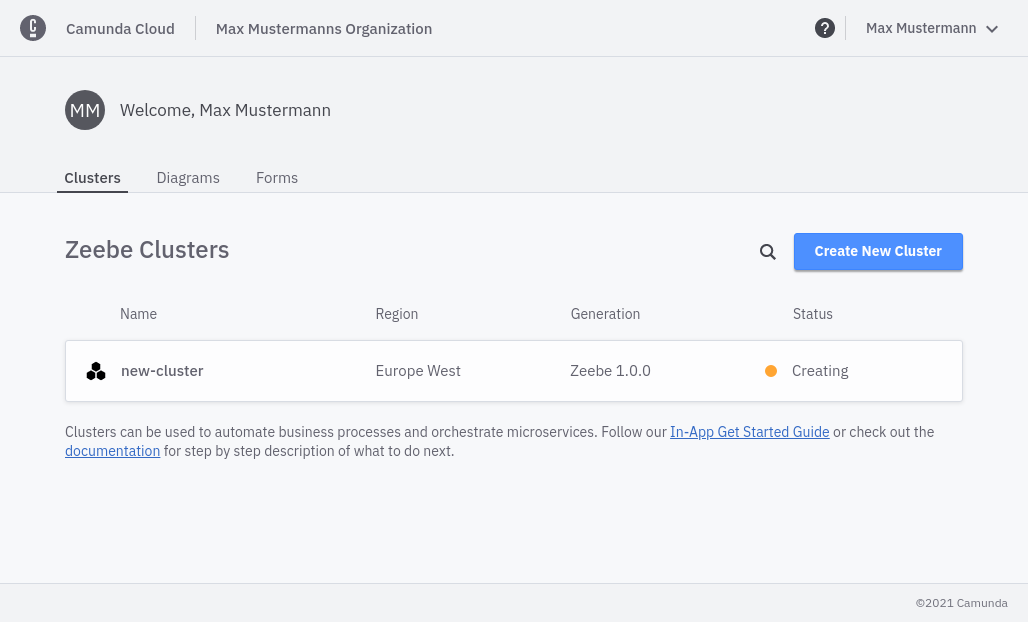 Camunda Cloud
Max Mustermanns Organization
?
Max Mustermann
MM
Welcome, Max Mustermann
Clusters
Diagrams
Forms
Zeebe Clusters
Create New Cluster
Name
Region
Generation
Status
new-cluster
Europe West
Zeebe 1.0.0
Creating
Clusters can be used to automate business processes and orchestrate microservices. Follow our In-App Get Started Guide or check out the
documentation for step by step description of what to do next.
©2021 Camunda